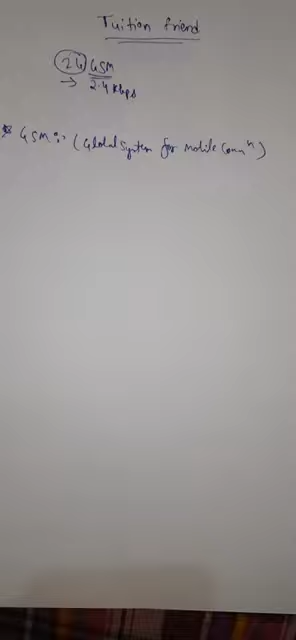 Tuition friend
2G GSM
→ 2.4 kbps
* GSM :- (Global System for Mobile Commⁿ)